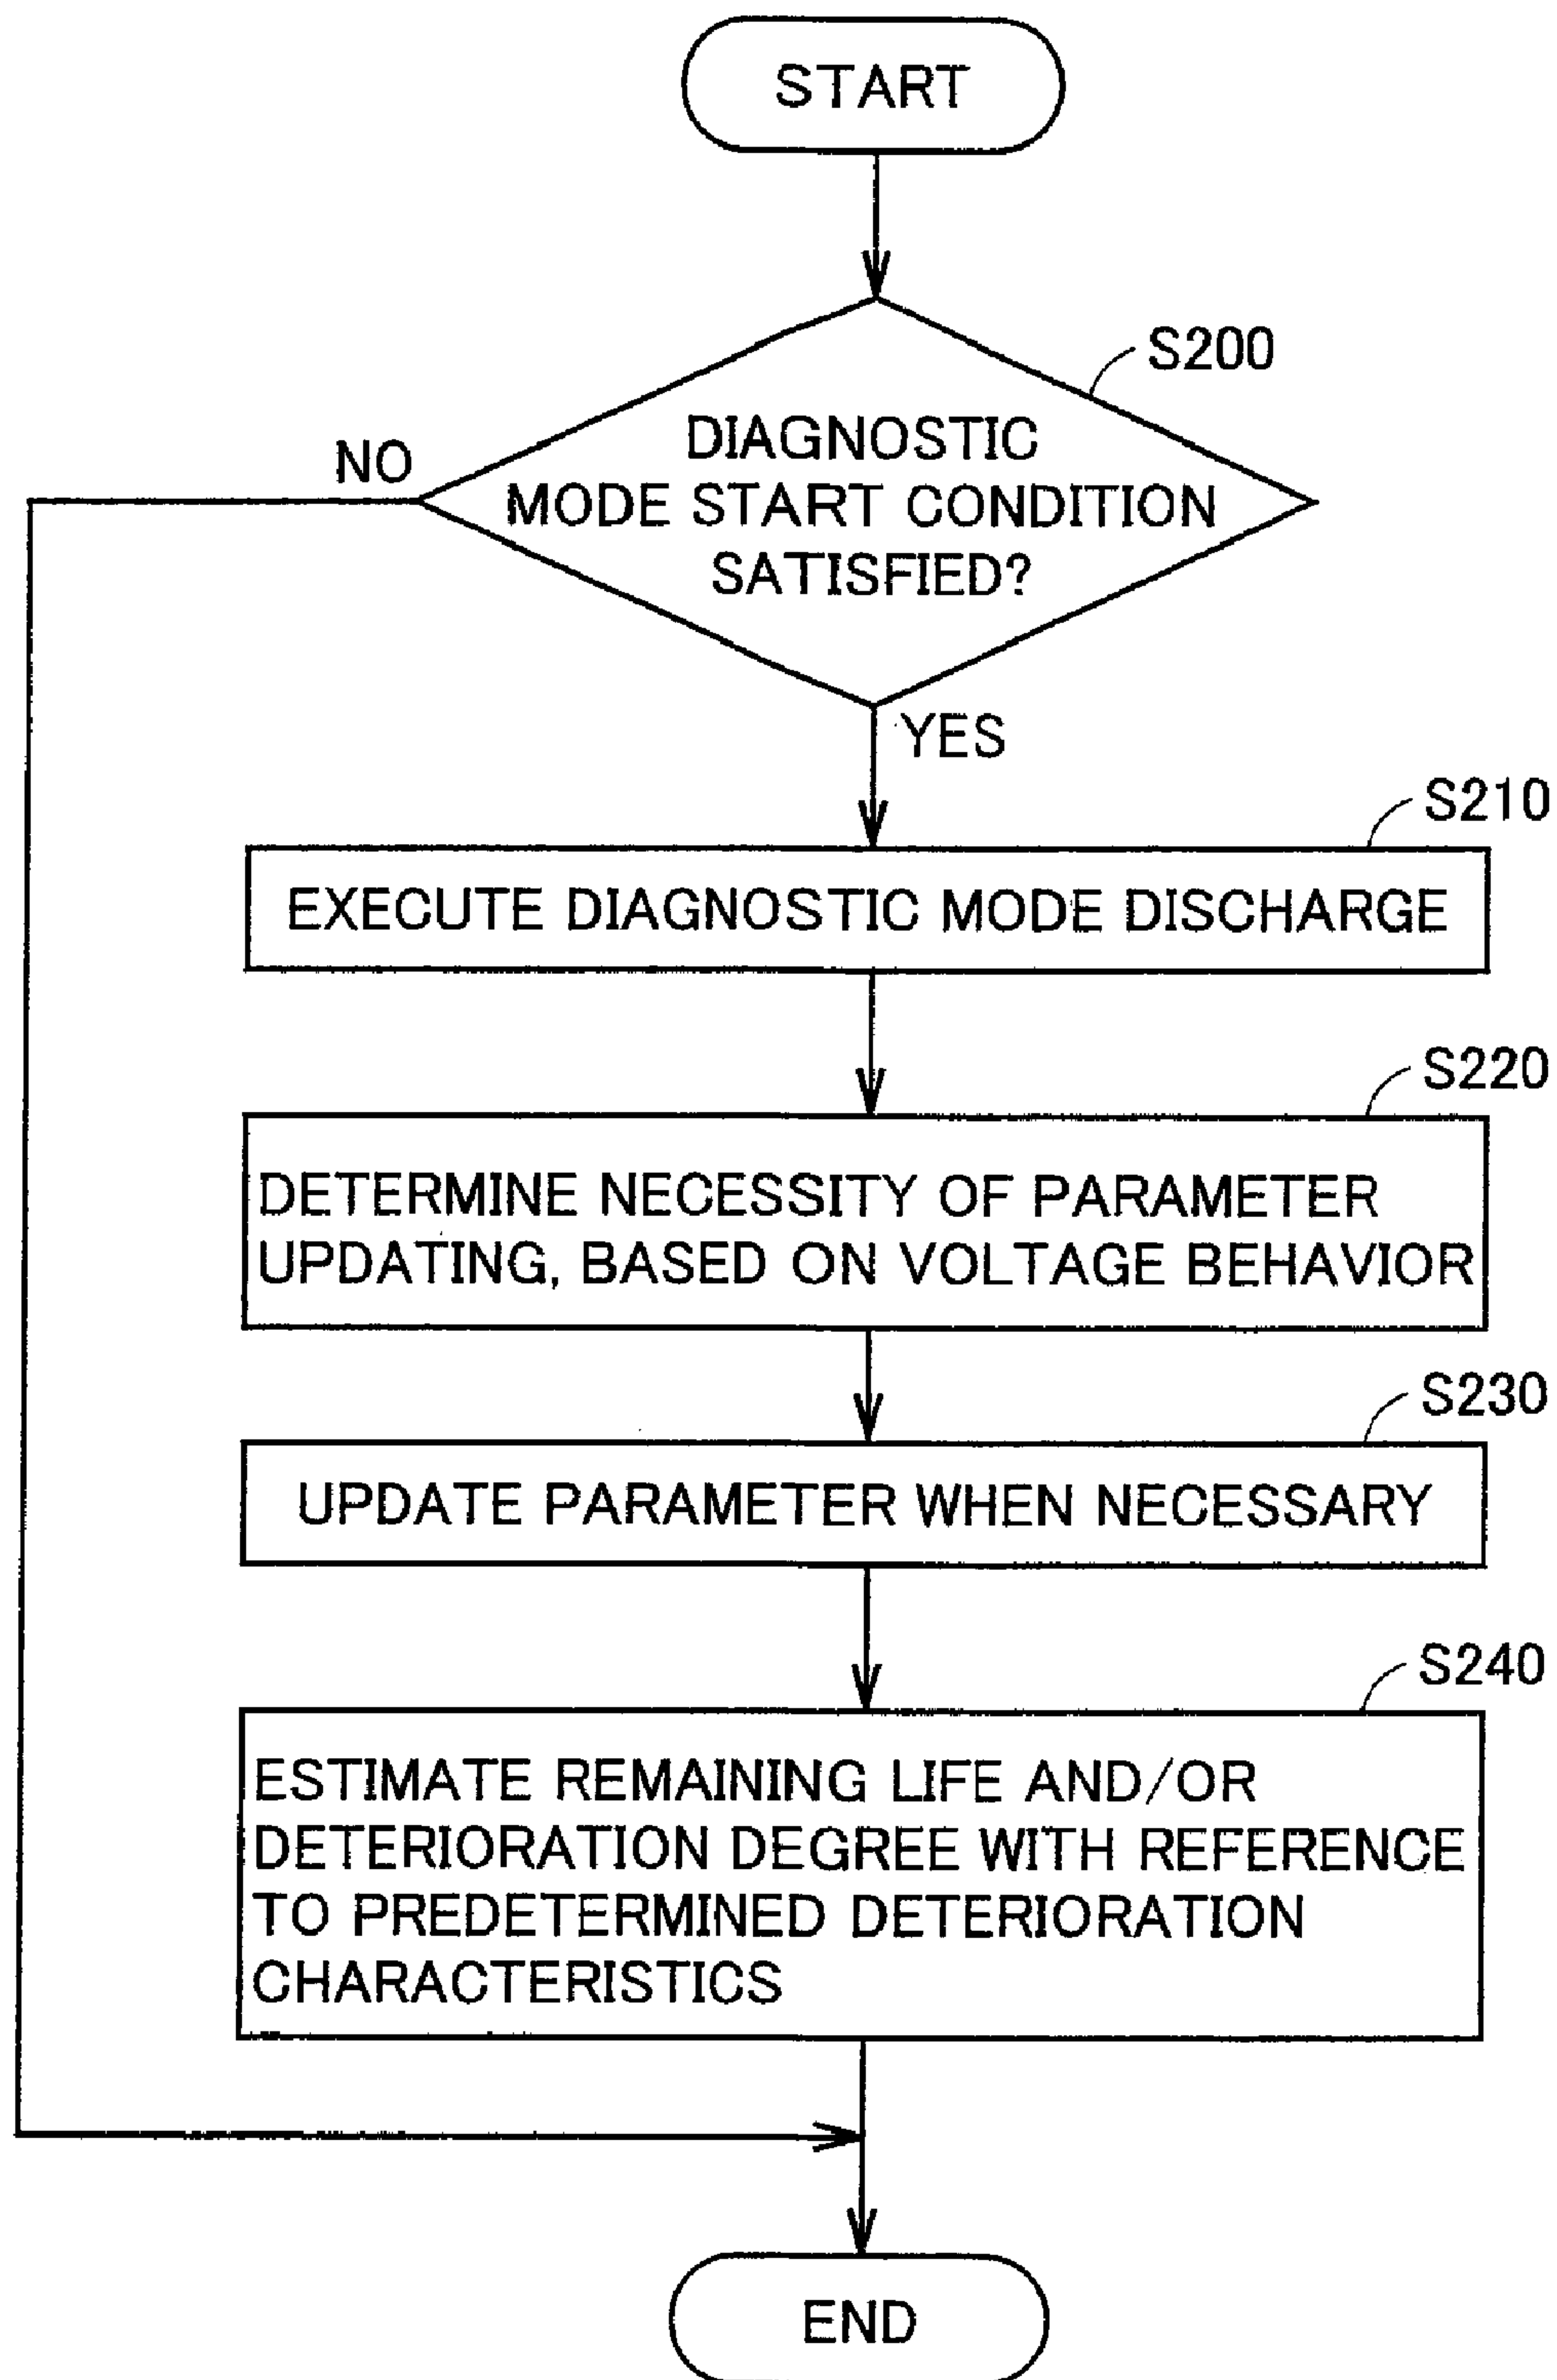 START
S200
DIAGNOSTIC
MODE START CONDITION
SATISFIED?
NO
YES
S210
EXECUTE DIAGNOSTIC MODE DISCHARGE
S220
DETERMINE NECESSITY OF PARAMETER
UPDATING, BASED ON VOLTAGE BEHAVIOR
S230
UPDATE PARAMETER WHEN NECESSARY
S240
ESTIMATE REMAINING LIFE AND/OR
DETERIORATION DEGREE WITH REFERENCE
TO PREDETERMINED DETERIORATION
CHARACTERISTICS
END